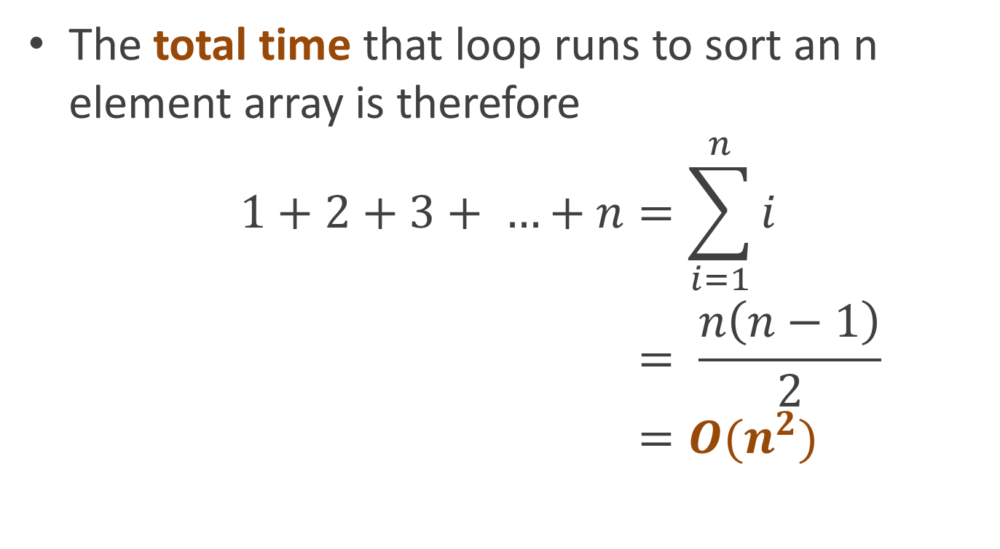 • The total time that loop runs to sort an n
element array is therefore
n
1 + 2 + 3 + … + n = ∑ i
i=1
n(n − 1)
=
2
= O(n²)